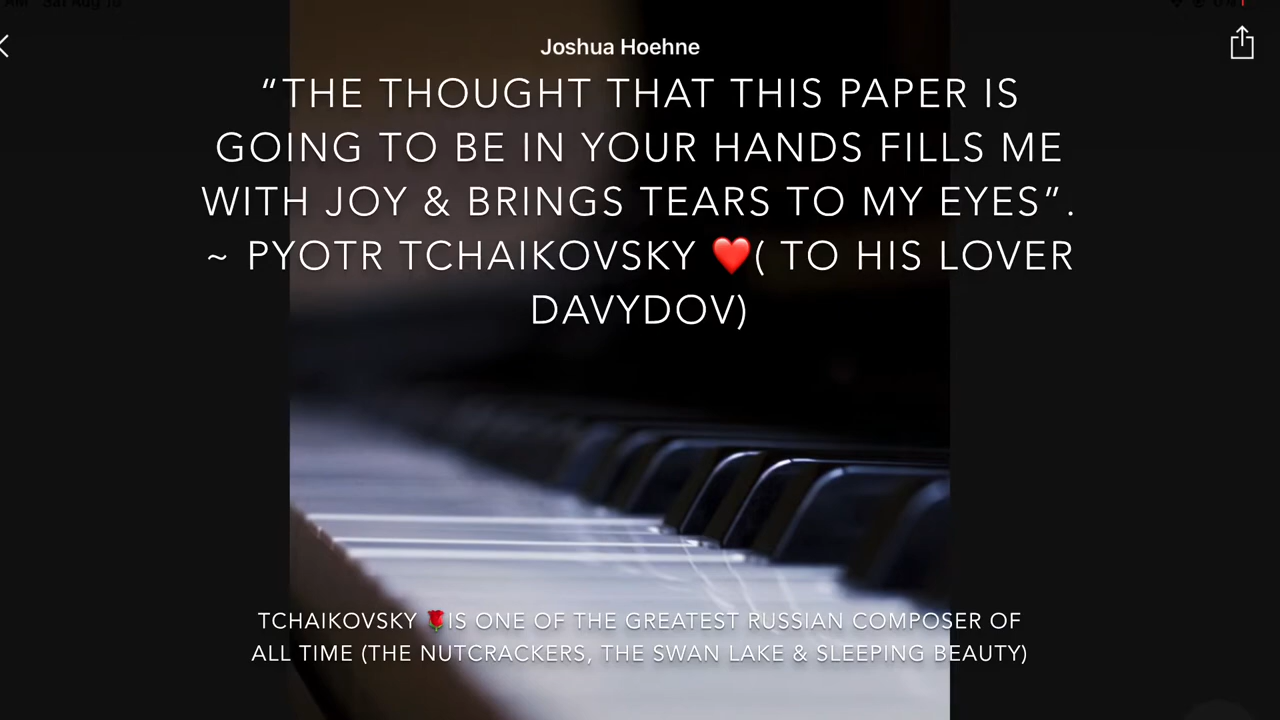 Joshua Hoehne
“THE THOUGHT THAT THIS PAPER IS
GOING TO BE IN YOUR HANDS FILLS ME
WITH JOY & BRINGS TEARS TO MY EYES”.
~ PYOTR TCHAIKOVSKY ❤️( TO HIS LOVER
DAVYDOV)
TCHAIKOVSKY 🌹IS ONE OF THE GREATEST RUSSIAN COMPOSER OF
ALL TIME (THE NUTCRACKERS, THE SWAN LAKE & SLEEPING BEAUTY)